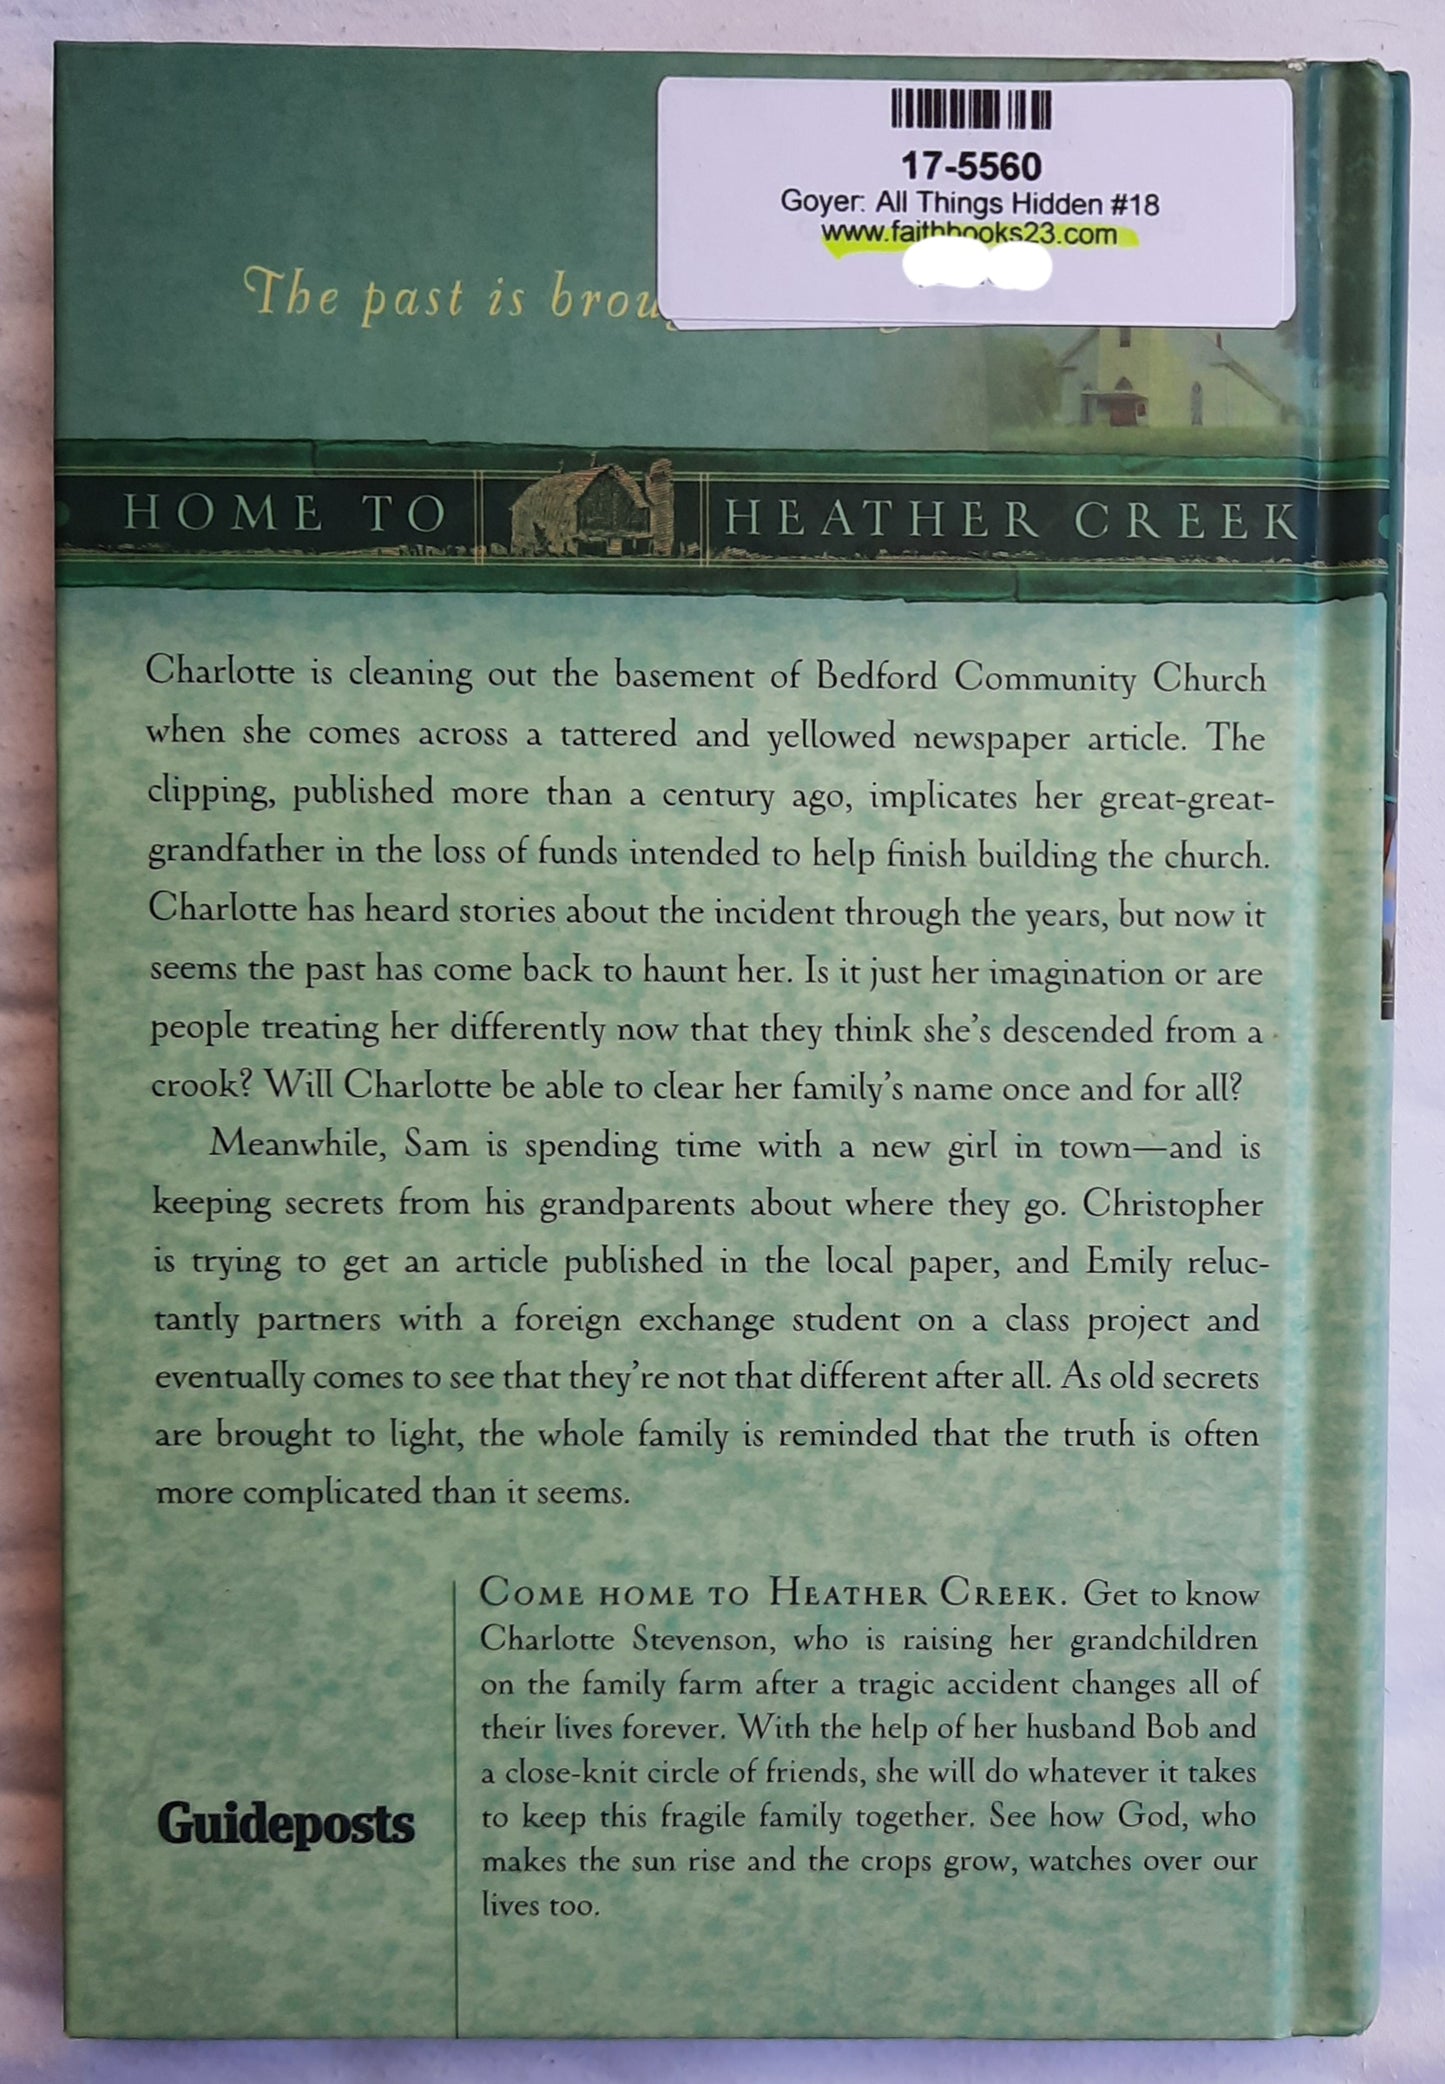 17-5560
Goyer: All Things Hidden #18
www.faithbooks23.com
The past is
HOME TO HEATHER CREEK
Charlotte is cleaning out the basement of Bedford Community Church
when she comes across a tattered and yellowed newspaper article. The
clipping, published more than a century ago, implicates her great-great-
grandfather in the loss of funds intended to help finish building the church.
Charlotte has heard stories about the incident through the years, but now it
seems the past has come back to haunt her. Is it just her imagination or are
people treating her differently now that they think she's descended from a
crook? Will Charlotte be able to clear her family's name once and for all?
Meanwhile, Sam is spending time with a new girl in town—and is
keeping secrets from his grandparents about where they go. Christopher
is trying to get an article published in the local paper, and Emily reluc-
tantly partners with a foreign exchange student on a class project and
eventually comes to see that they're not that different after all. As old secrets
are brought to light, the whole family is reminded that the truth is often
more complicated than it seems.
COME HOME TO HEATHER CREEK. Get to know
Charlotte Stevenson, who is raising her grandchildren
on the family farm after a tragic accident changes all of
their lives forever. With the help of her husband Bob and
a close-knit circle of friends, she will do whatever it takes
to keep this fragile family together. See how God, who
makes the sun rise and the crops grow, watches over our
lives too.
Guideposts